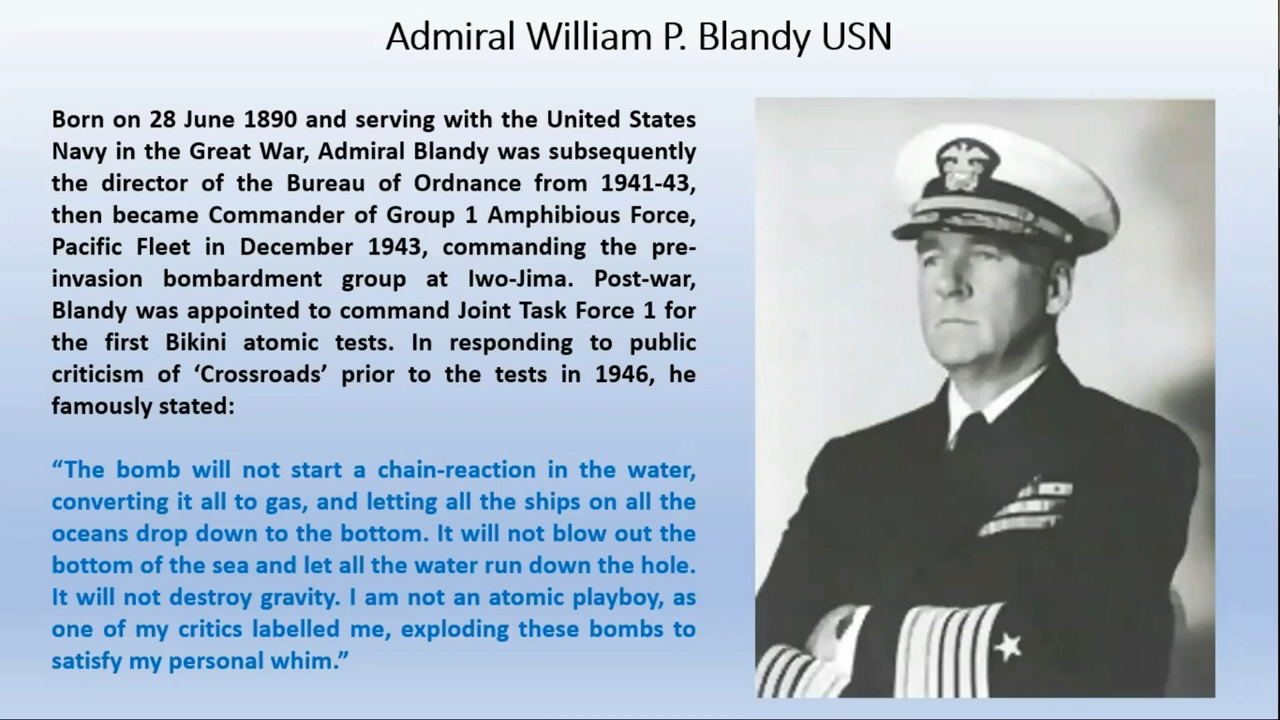 Admiral William P. Blandy USN
Born on 28 June 1890 and serving with the United States
Navy in the Great War, Admiral Blandy was subsequently
the director of the Bureau of Ordnance from 1941-43,
then became Commander of Group 1 Amphibious Force,
Pacific Fleet in December 1943, commanding the pre-
invasion bombardment group at Iwo-Jima. Post-war,
Blandy was appointed to command Joint Task Force 1 for
the first Bikini atomic tests. In responding to public
criticism of ‘Crossroads’ prior to the tests in 1946, he
famously stated:
“The bomb will not start a chain-reaction in the water,
converting it all to gas, and letting all the ships on all the
oceans drop down to the bottom. It will not blow out the
bottom of the sea and let all the water run down the hole.
It will not destroy gravity. I am not an atomic playboy, as
one of my critics labelled me, exploding these bombs to
satisfy my personal whim.”